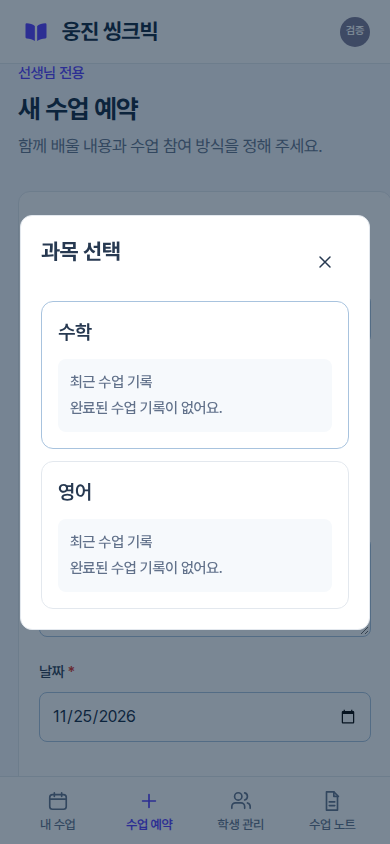 웅진 씽크빅
검증
선생님 전용
새 수업 예약
함께 배울 내용과 수업 참여 방식을 정해 주세요.
과목 선택
수학
최근 수업 기록
완료된 수업 기록이 없어요.
영어
최근 수업 기록
완료된 수업 기록이 없어요.
날짜 *
11/25/2026
내 수업
수업 예약
학생 관리
수업 노트